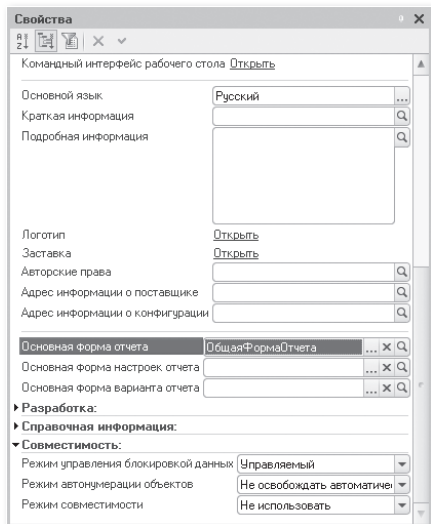 Свойства
Командный интерфейс рабочего стола Открыть
Основной язык Русский ...
Краткая информация
Подробная информация
Логотип Открыть
Заставка Открыть
Авторские права
Адрес информации о поставщике
Адрес информации о конфигурации
Основная форма отчета ОбщаяФормаОтчета ...
Основная форма настроек отчета ...
Основная форма варианта отчета ...
Разработка:
Справочная информация:
Совместимость:
Режим управления блокировкой данных Управляемый
Режим автонумерации объектов Не освобождать автоматичес
Режим совместимости Не использовать